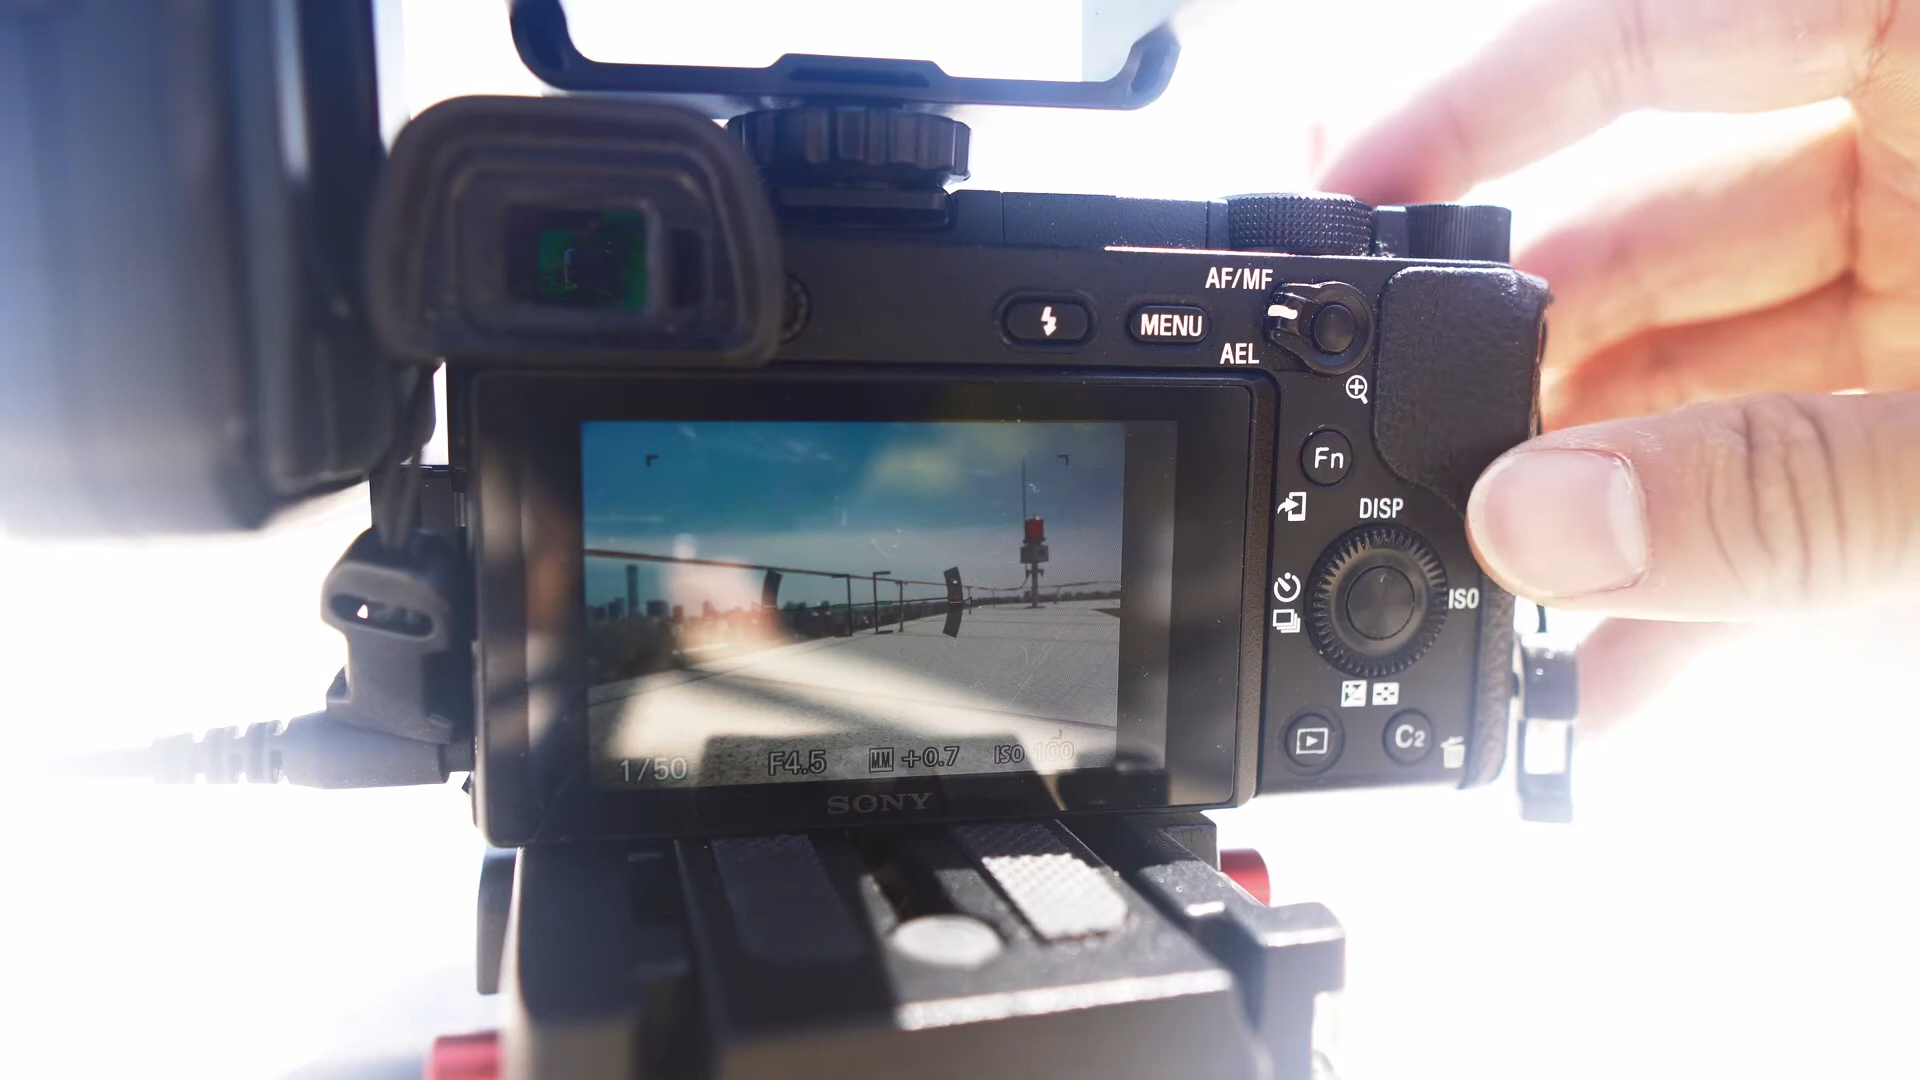 AF/MF
MENU
AEL
Fn
DISP
ISO
1/50 F4.5 M.M. +0.7 ISO 100
C2
SONY